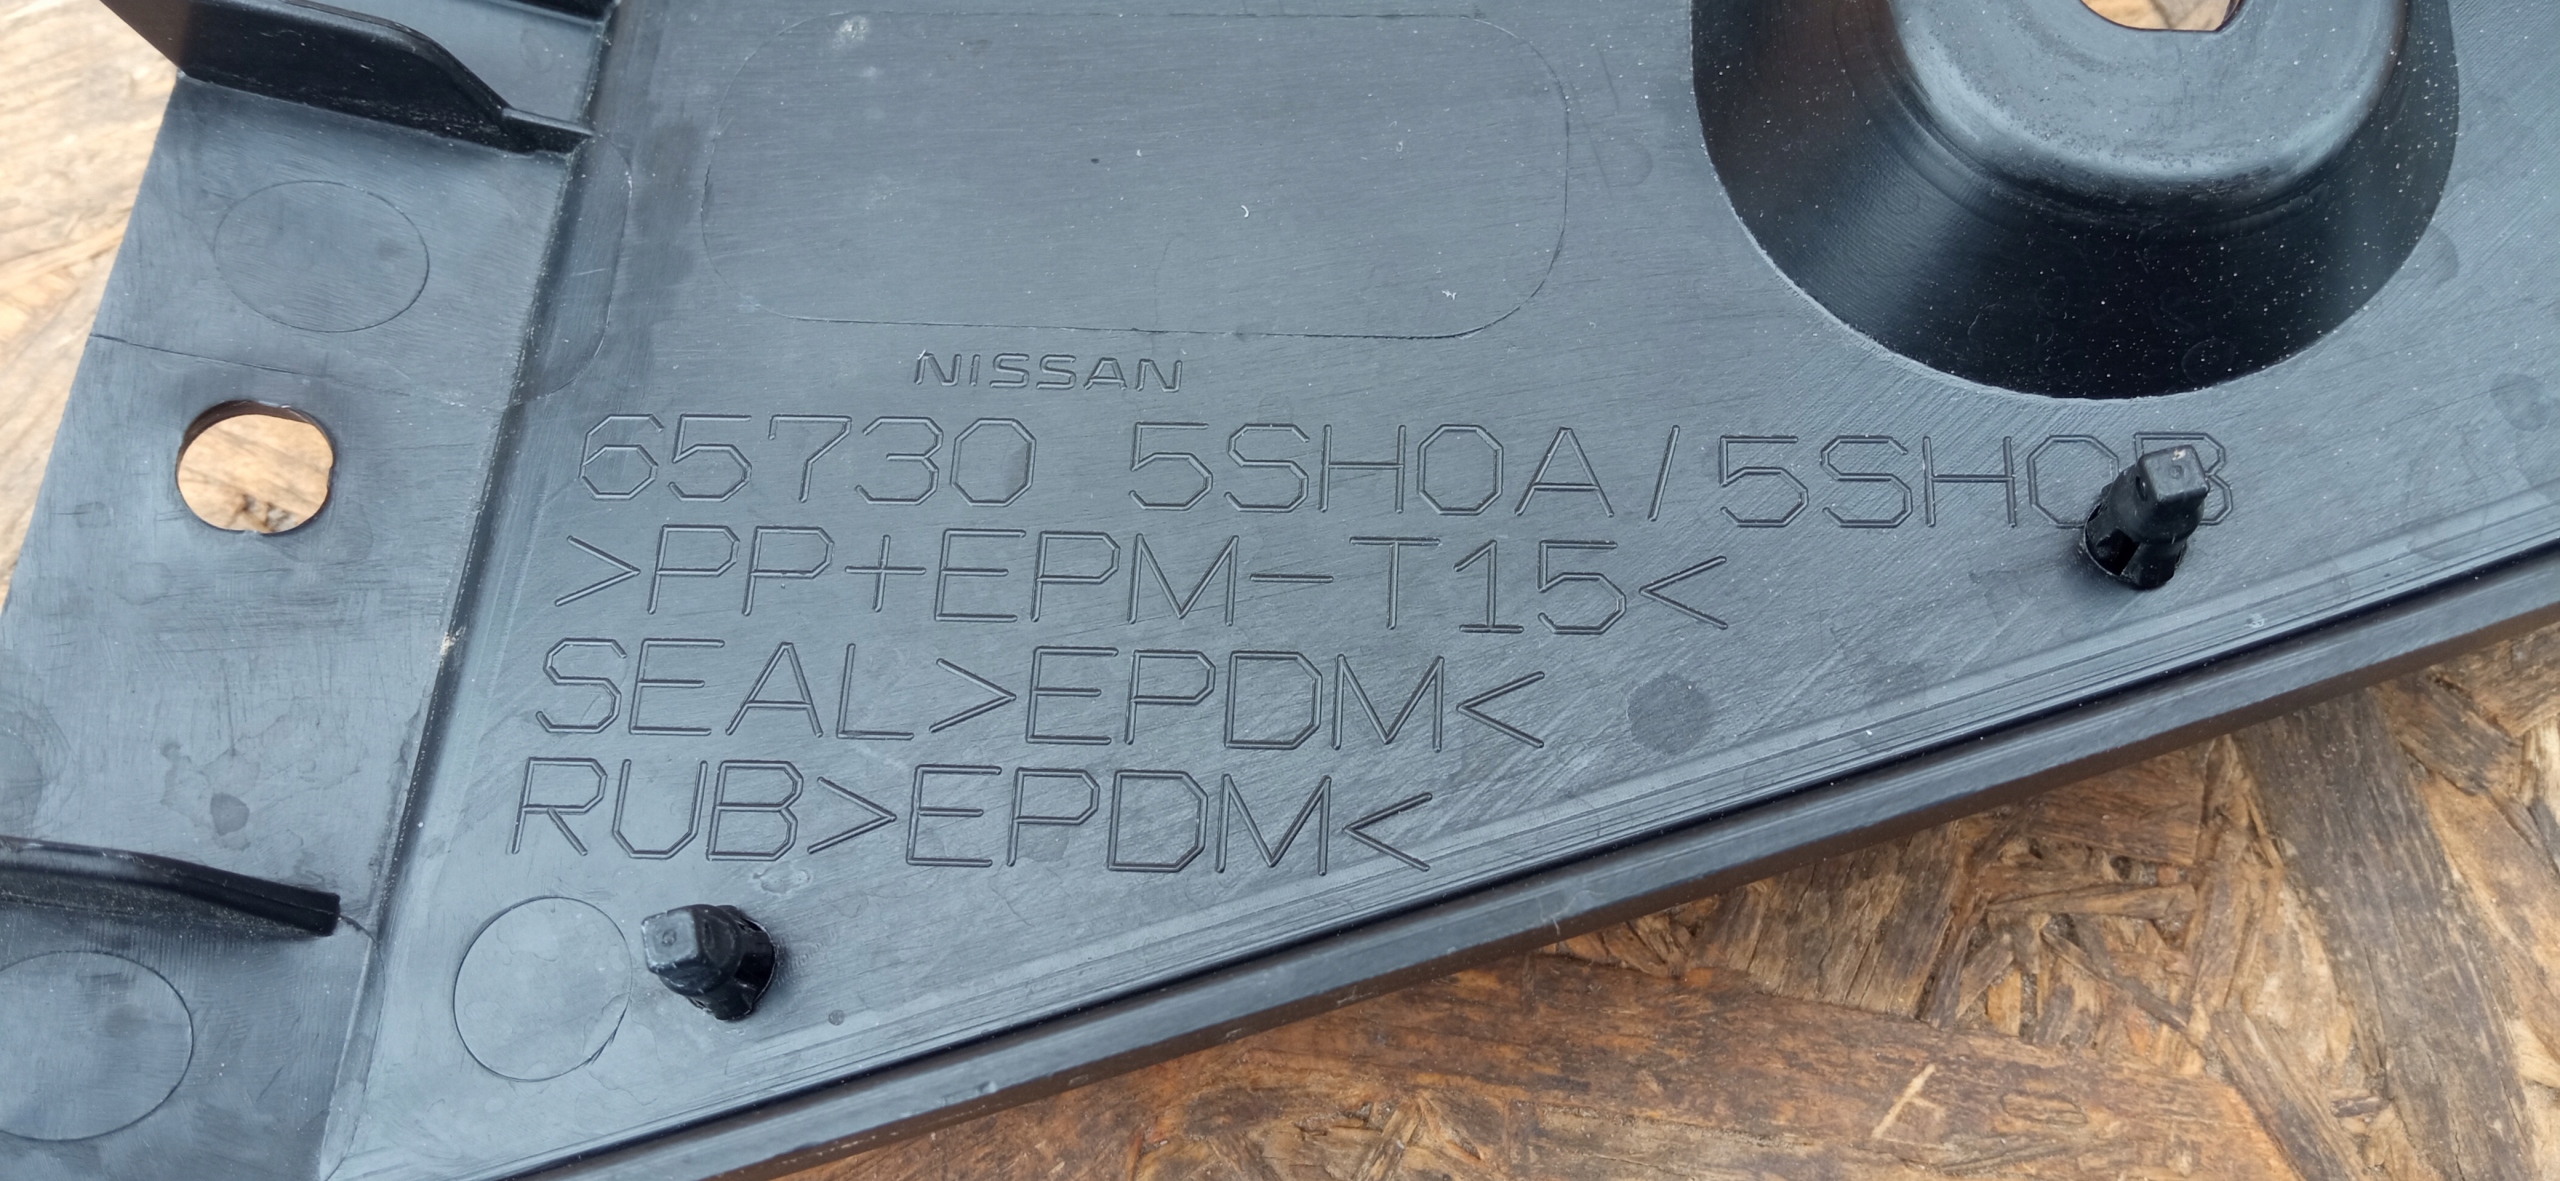 NISSAN
65730 5SH0A/5SH0B
>PP+EPM-T15<
SEAL>EPDM<
RUB>EPDM<